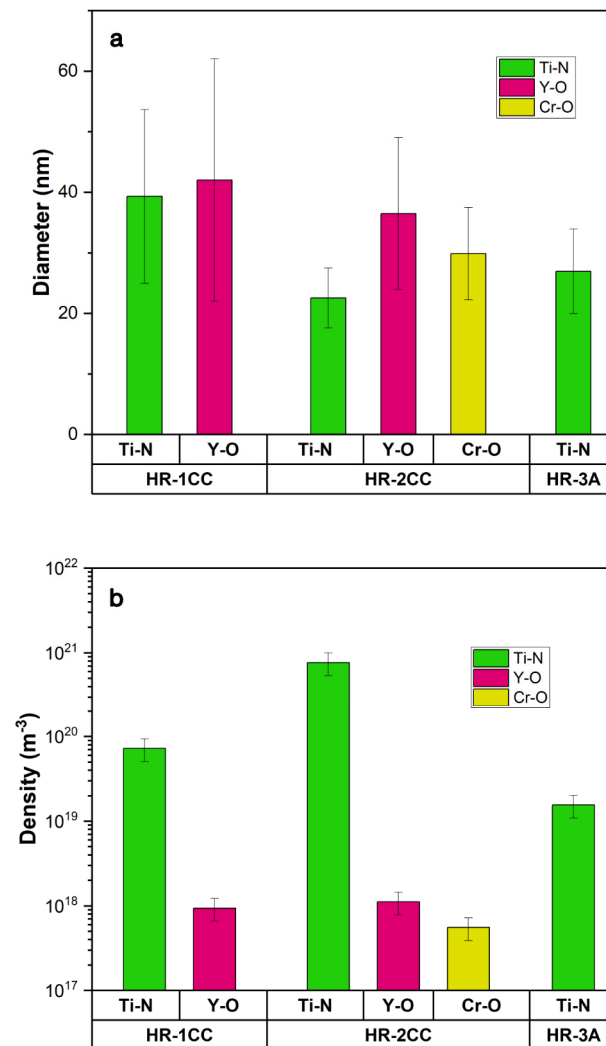 a
60
40
20
0
Diameter (nm)
Ti-N
Y-O
Cr-O
Ti-N Y-O Ti-N Y-O Cr-O Ti-N
HR-1CC HR-2CC HR-3A
b
10²²
10²¹
10²⁰
10¹⁹
10¹⁸
10¹⁷
Density (m⁻³)
Ti-N
Y-O
Cr-O
Ti-N Y-O Ti-N Y-O Cr-O Ti-N
HR-1CC HR-2CC HR-3A